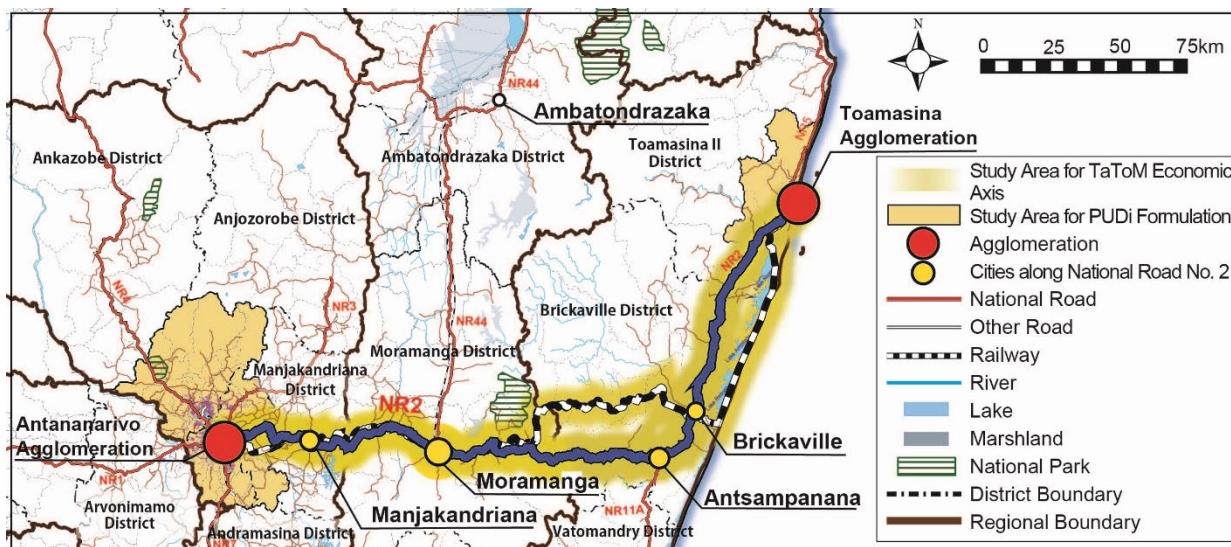 N
0 25 50 75km
NR44
Ambatondrazaka
Toamasina
Agglomeration
NR5
Ankazobe District
Ambatondrazaka District
Toamasina II
District
Anjozorobe District
NR4
NR3
NR44
NR2
Brickaville District
Moramanga District
Manjakandriana
District
NR2
Antananarivo
Agglomeration
Brickaville
Moramanga
NR1
Antsampanana
Manjakandriana
Arvonimamo
District
NR7
Andramasina District
NR11A
Vatomandry District
Study Area for TaToM Economic
Axis
Study Area for PUDi Formulation
Agglomeration
Cities along National Road No. 2
National Road
Other Road
Railway
River
Lake
Marshland
National Park
District Boundary
Regional Boundary